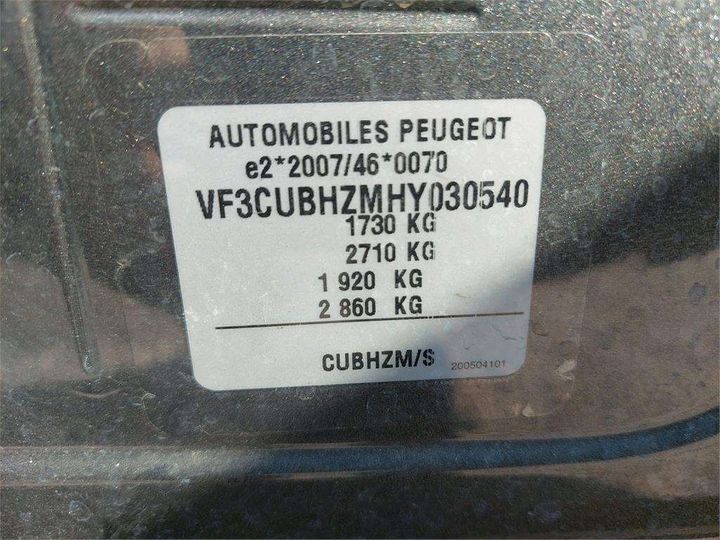 AUTOMOBILES PEUGEOT
e2*2007/46*0070
VF3CUBHZMHY030540
1730 KG
2710 KG
1 920 KG
2 860 KG
CUBHZM/S 200504101